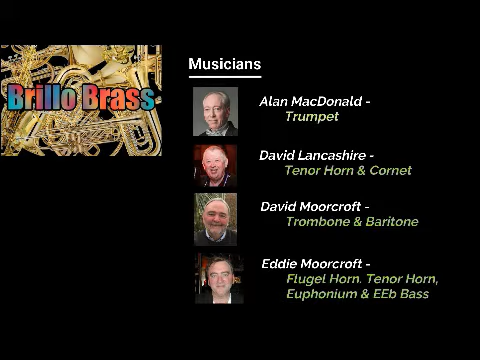 Brillo Brass
Musicians
Alan MacDonald -
Trumpet
David Lancashire -
Tenor Horn & Cornet
David Moorcroft -
Trombone & Baritone
Eddie Moorcroft -
Flugel Horn. Tenor Horn,
Euphonium & EEb Bass